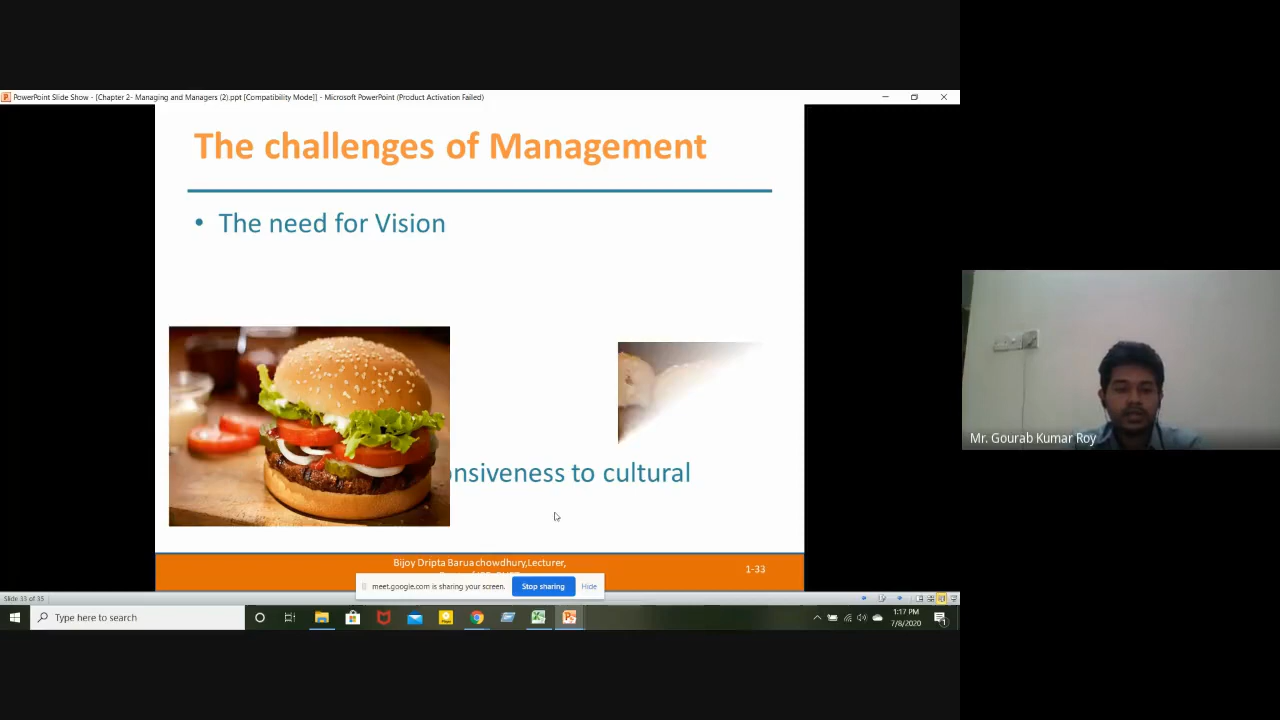 PowerPoint Slide Show - [Chapter 2- Managing and Managers (2).ppt [Compatibility Mode]] - Microsoft PowerPoint (Product Activation Failed)
The challenges of Management
• The need for Vision
onsiveness to cultural
Bijoy Dripta Barua chowdhury,Lecturer,
1-33
meet.google.com is sharing your screen.
Stop sharing
Hide
Slide 33 of 35
Type here to search
1:17 PM
7/8/2020
Mr. Gourab Kumar Roy